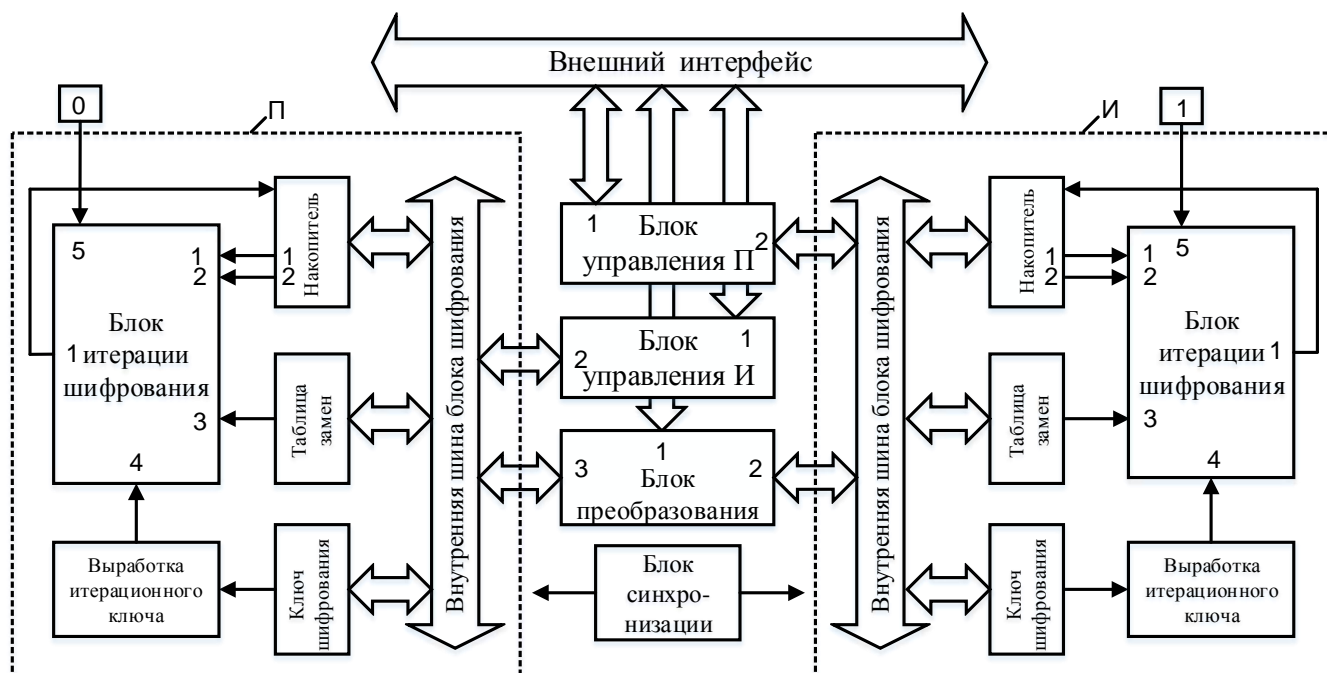 Внешний интерфейс
0
П
И
1
Накопитель
1
2
5
1
2
Блок
итерации
шифрования
1
3
4
Таблица
замен
Ключ
шифрования
Выработка
итерационного
ключа
Внутренняя шина блока шифрования
1
Блок
управления П
2
Блок
управления И
1
2
1
Блок
преобразования
3
2
Блок
синхро-
низации
Внутренняя шина блока шифрования
Накопитель
1
2
5
1
2
Блок
итерации
шифрования
1
3
4
Таблица
замен
Ключ
шифрования
Выработка
итерационного
ключа